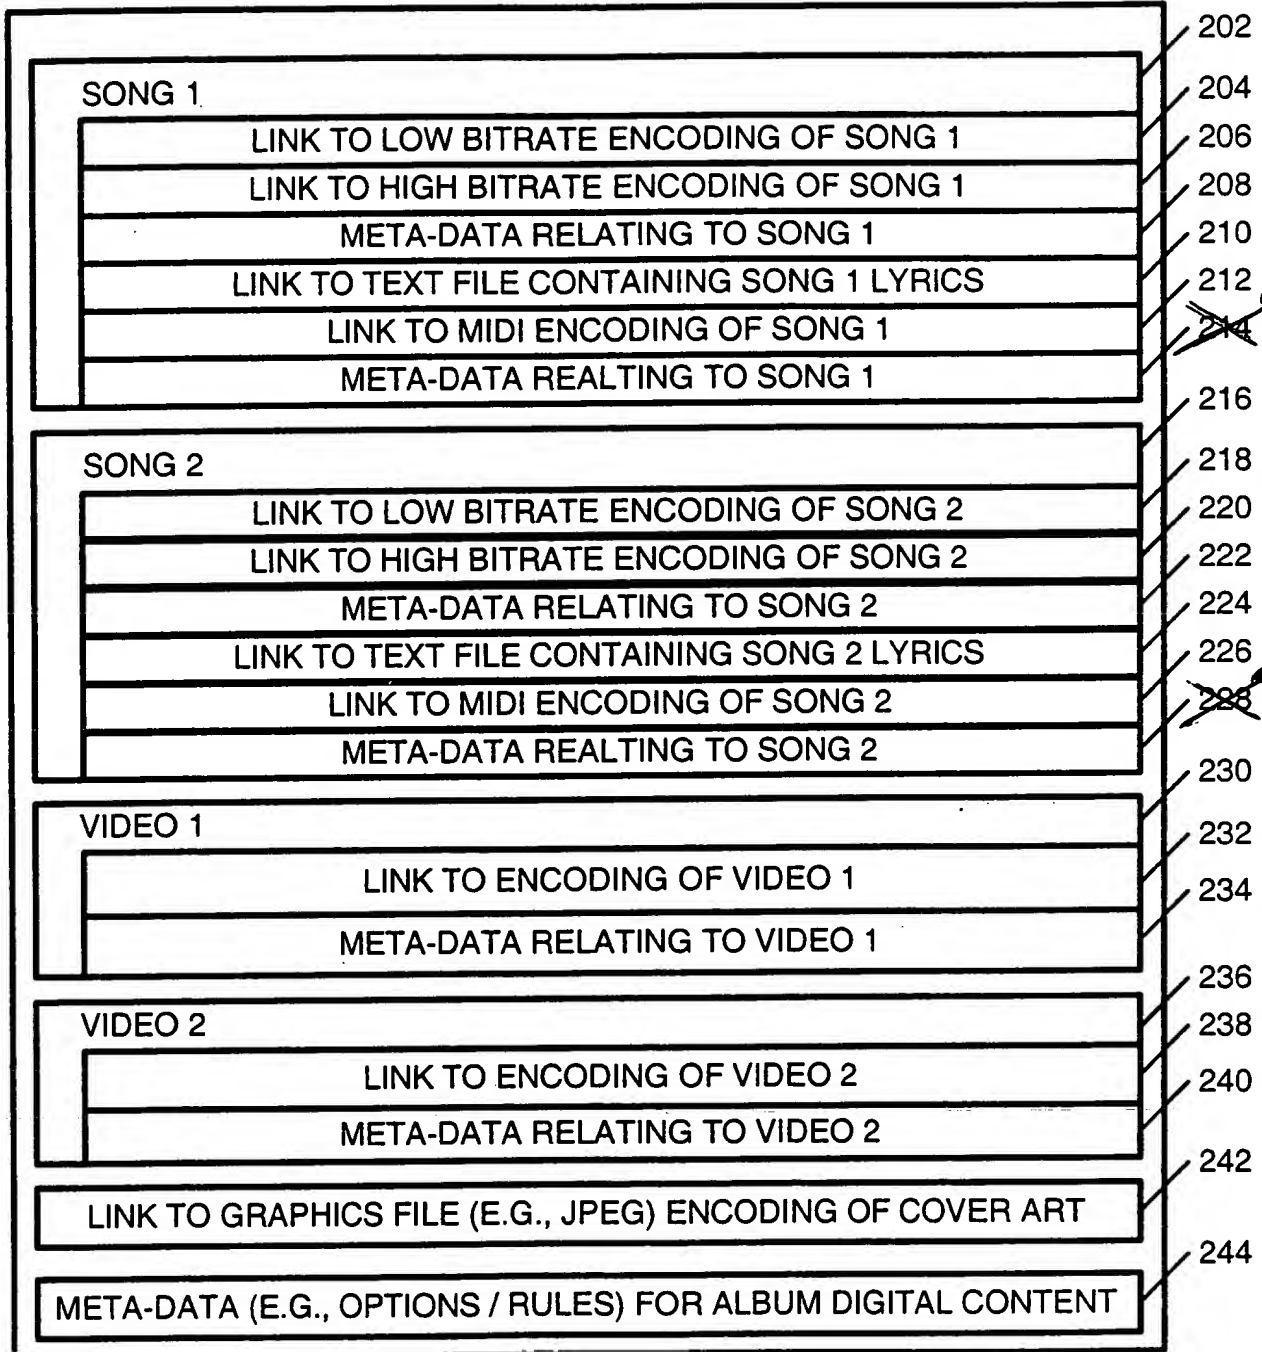 202
SONG 1
204
LINK TO LOW BITRATE ENCODING OF SONG 1
206
LINK TO HIGH BITRATE ENCODING OF SONG 1
208
META-DATA RELATING TO SONG 1
210
LINK TO TEXT FILE CONTAINING SONG 1 LYRICS
212
LINK TO MIDI ENCODING OF SONG 1
214
META-DATA REALTING TO SONG 1
216
SONG 2
218
LINK TO LOW BITRATE ENCODING OF SONG 2
220
LINK TO HIGH BITRATE ENCODING OF SONG 2
222
META-DATA RELATING TO SONG 2
224
LINK TO TEXT FILE CONTAINING SONG 2 LYRICS
226
LINK TO MIDI ENCODING OF SONG 2
228
META-DATA REALTING TO SONG 2
230
VIDEO 1
232
LINK TO ENCODING OF VIDEO 1
234
META-DATA RELATING TO VIDEO 1
236
VIDEO 2
238
LINK TO ENCODING OF VIDEO 2
240
META-DATA RELATING TO VIDEO 2
242
LINK TO GRAPHICS FILE (E.G., JPEG) ENCODING OF COVER ART
244
META-DATA (E.G., OPTIONS / RULES) FOR ALBUM DIGITAL CONTENT